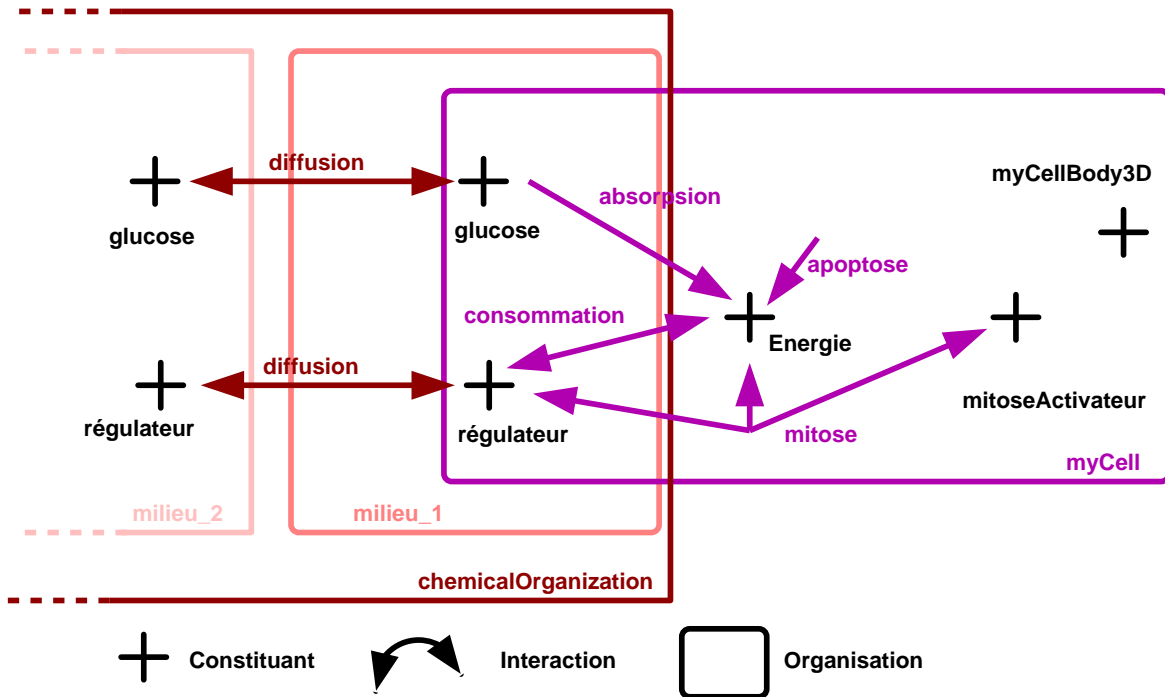 diffusion
myCellBody3D
absorpsion
glucose
glucose
apoptose
consommation
Energie
diffusion
mitoseActivateur
régulateur
régulateur
mitose
myCell
milieu_2
milieu_1
chemicalOrganization
Constituant
Interaction
Organisation